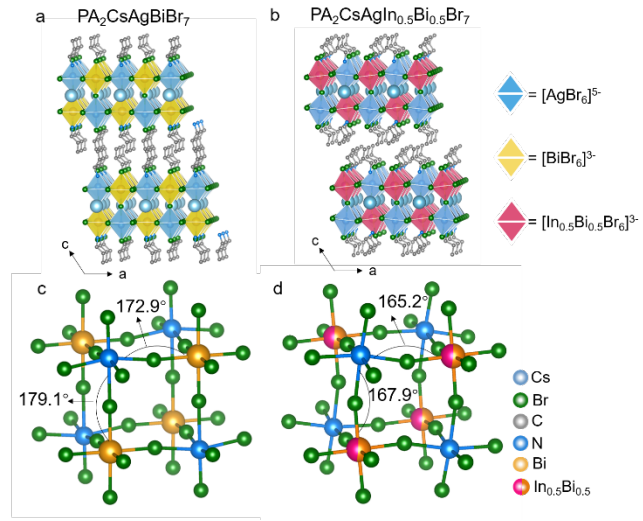 PA₂CsAgBiBr₇
PA₂CsAgIn₀.₅Bi₀.₅Br₇
a
b
= [AgBr₆]⁵⁻
= [BiBr₆]³⁻
= [In₀.₅Bi₀.₅Br₆]³⁻
c
a
c
a
c
172.9°
179.1°
d
165.2°
167.9°
Cs
Br
C
N
Bi
In₀.₅Bi₀.₅